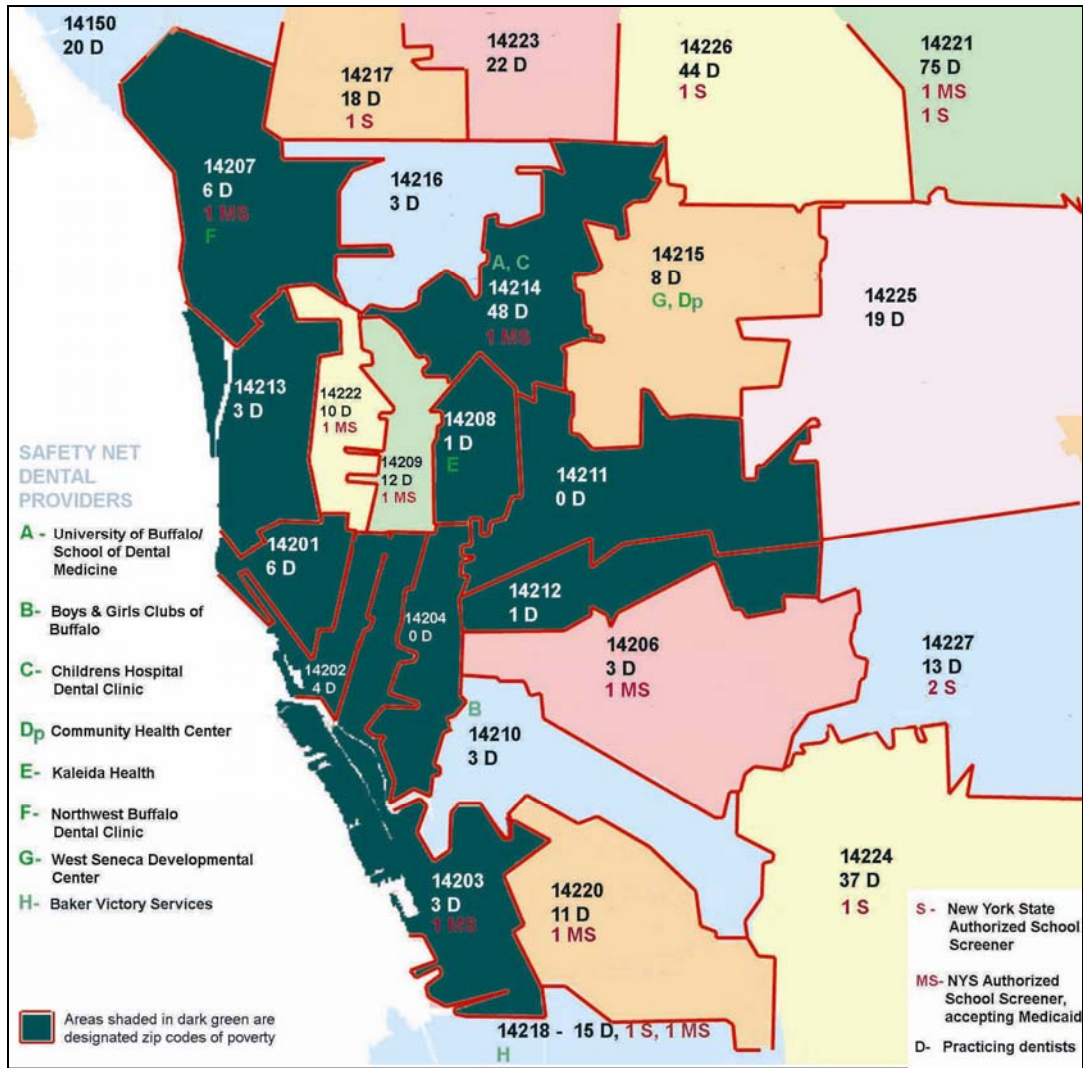 14150
20 D
14217
18 D
1 S
14223
22 D
14226
44 D
1 S
14221
75 D
1 MS
1 S
14207
6 D
1 MS
F
14216
3 D
A, C
14214
48 D
1 MS
14215
8 D
G, Dp
14225
19 D
14213
3 D
14222
10 D
1 MS
14209
12 D
1 MS
14208
1 D
E
14211
0 D
14201
6 D
14202
4 D
14204
0 D
14212
1 D
14206
3 D
1 MS
14227
13 D
2 S
B
14210
3 D
14203
3 D
1 MS
14220
11 D
1 MS
14224
37 D
1 S
14218 - 15 D, 1 S, 1 MS
H
SAFETY NET
DENTAL
PROVIDERS
A - University of Buffalo/
School of Dental
Medicine
B- Boys & Girls Clubs of
Buffalo
C- Childrens Hospital
Dental Clinic
Dp Community Health Center
E- Kaleida Health
F- Northwest Buffalo
Dental Clinic
G- West Seneca Developmental
Center
H- Baker Victory Services
Areas shaded in dark green are
designated zip codes of poverty
S - New York State
Authorized School
Screener
MS- NYS Authorized
School Screener,
accepting Medicaid
D- Practicing dentists